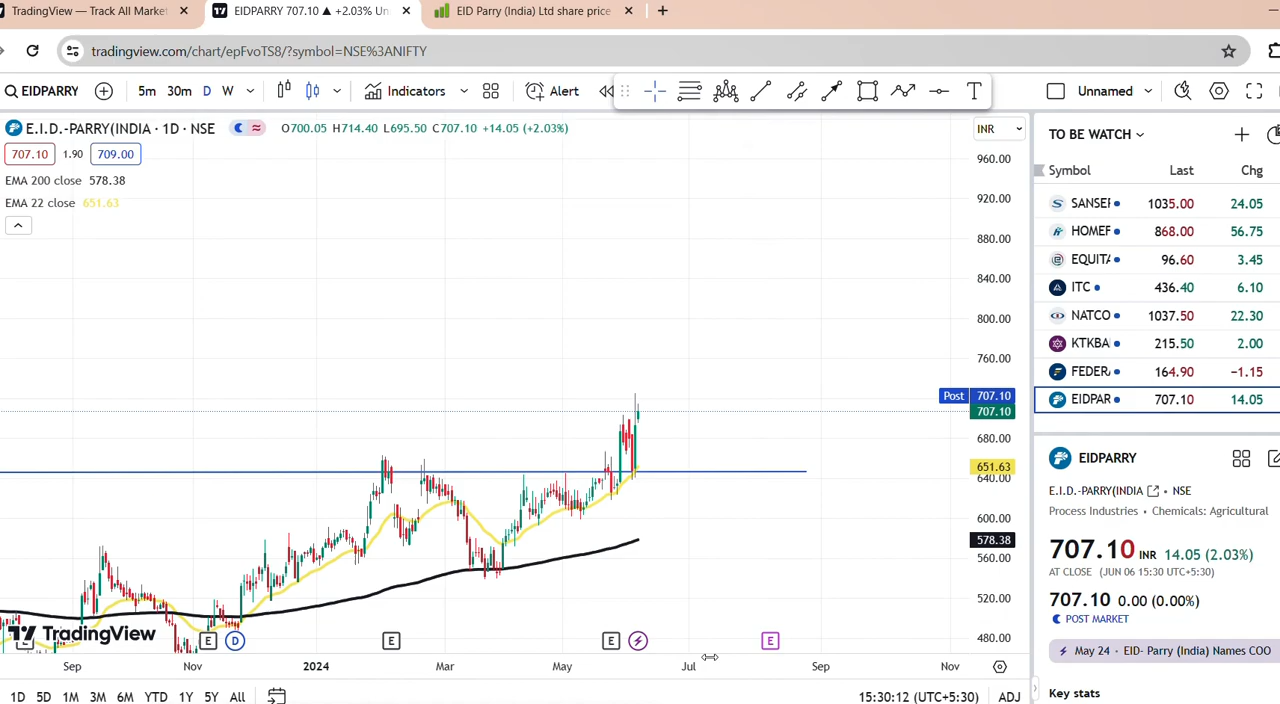 TradingView — Track All Market
EIDPARRY 707.10 ▲ +2.03% Un
EID Parry (India) Ltd share price
tradingview.com/chart/epFvoTS8/?symbol=NSE%3ANIFTY
EIDPARRY
5m 30m D W
Indicators
Alert
T
Unnamed
E.I.D.-PARRY(INDIA · 1D · NSE
O700.05 H714.40 L695.50 C707.10 +14.05 (+2.03%)
INR
707.10 1.90 709.00
EMA 200 close 578.38
EMA 22 close 651.63
960.00
920.00
880.00
840.00
800.00
760.00
Post 707.10
707.10
680.00
651.63
640.00
600.00
578.38
560.00
520.00
480.00
E D E E E
TradingView
Sep Nov 2024 Mar May Jul Sep Nov
1D 5D 1M 3M 6M YTD 1Y 5Y All
15:30:12 (UTC+5:30) ADJ
TO BE WATCH
Symbol Last Chg
SANSEF 1035.00 24.05
HOMEF 868.00 56.75
EQUITA 96.60 3.45
ITC 436.40 6.10
NATCO 1037.50 22.30
KTKBA 215.50 2.00
FEDERA 164.90 −1.15
EIDPAR 707.10 14.05
EIDPARRY
E.I.D.-PARRY(INDIA • NSE
Process Industries • Chemicals: Agricultural
707.10 INR 14.05 (2.03%)
AT CLOSE (JUN 06 15:30 UTC+5:30)
707.10 0.00 (0.00%)
POST MARKET
May 24 · EID- Parry (India) Names COO
Key stats